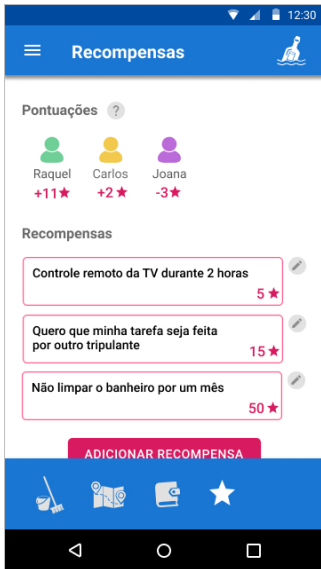 12:30
Recompensas
Pontuações ?
Raquel Carlos Joana
+11★ +2★ -3★
Recompensas
Controle remoto da TV durante 2 horas
5★
Quero que minha tarefa seja feita
por outro tripulante
15★
Não limpar o banheiro por um mês
50★
ADICIONAR RECOMPENSA